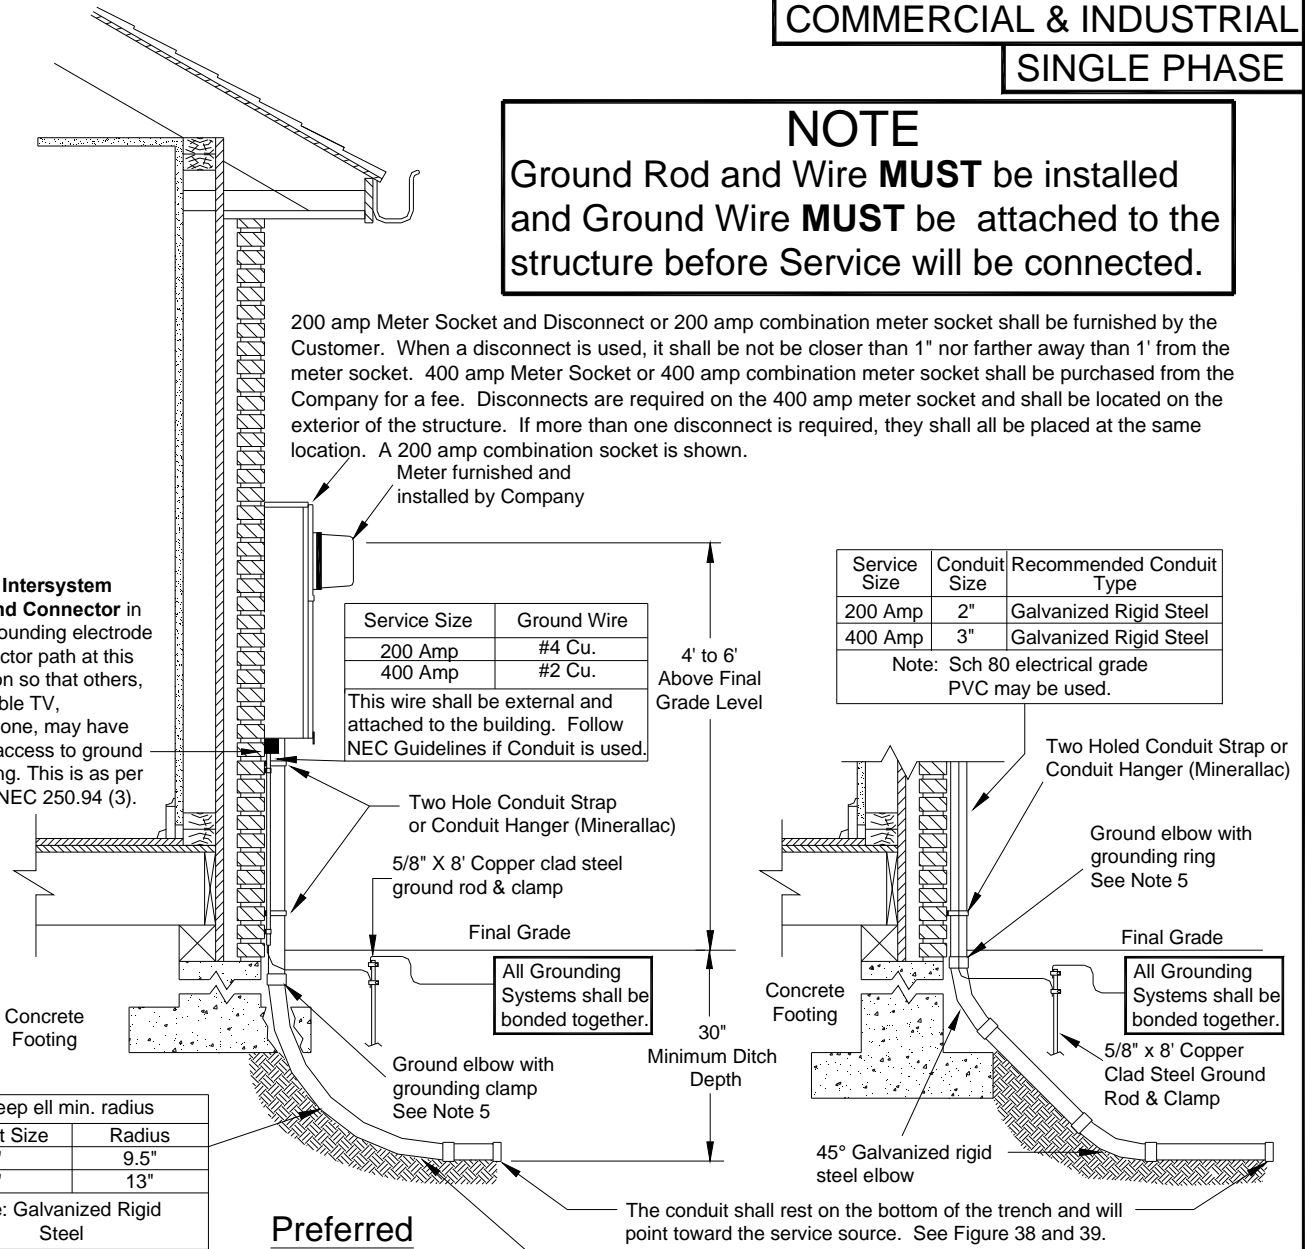 COMMERCIAL & INDUSTRIAL
SINGLE PHASE
NOTE
Ground Rod and Wire MUST be installed
and Ground Wire MUST be attached to the
structure before Service will be connected.
200 amp Meter Socket and Disconnect or 200 amp combination meter socket shall be furnished by the
Customer. When a disconnect is used, it shall be not be closer than 1" nor farther away than 1' from the
meter socket. 400 amp Meter Socket or 400 amp combination meter socket shall be purchased from the
Company for a fee. Disconnects are required on the 400 amp meter socket and shall be located on the
exterior of the structure. If more than one disconnect is required, they shall all be placed at the same
location. A 200 amp combination socket is shown.
Meter furnished and
installed by Company
Intersystem
Connector in
electrode
path at this
so that others,
TV,
may have
access to ground
This is as per
NEC 250.94 (3).
Service Size Ground Wire
200 Amp #4 Cu.
400 Amp #2 Cu.
This wire shall be external and
attached to the building. Follow
NEC Guidelines if Conduit is used.
4' to 6'
Above Final
Grade Level
Service Size Conduit Size Recommended Conduit Type
200 Amp 2" Galvanized Rigid Steel
400 Amp 3" Galvanized Rigid Steel
Note: Sch 80 electrical grade
PVC may be used.
Two Hole Conduit Strap
or Conduit Hanger (Minerallac)
5/8" X 8' Copper clad steel
ground rod & clamp
Final Grade
All Grounding
Systems shall be
bonded together.
Concrete
Footing
Ground elbow with
grounding clamp
See Note 5
30"
Minimum Ditch
Depth
Two Holed Conduit Strap or
Conduit Hanger (Minerallac)
Ground elbow with
grounding ring
See Note 5
Final Grade
All Grounding
Systems shall be
bonded together.
Concrete
Footing
5/8" x 8' Copper
Clad Steel Ground
Rod & Clamp
45° Galvanized rigid
steel elbow
ell min. radius
Size Radius
9.5"
13"
Galvanized Rigid
Steel
Preferred
The conduit shall rest on the bottom of the trench and will
point toward the service source. See Figure 38 and 39.